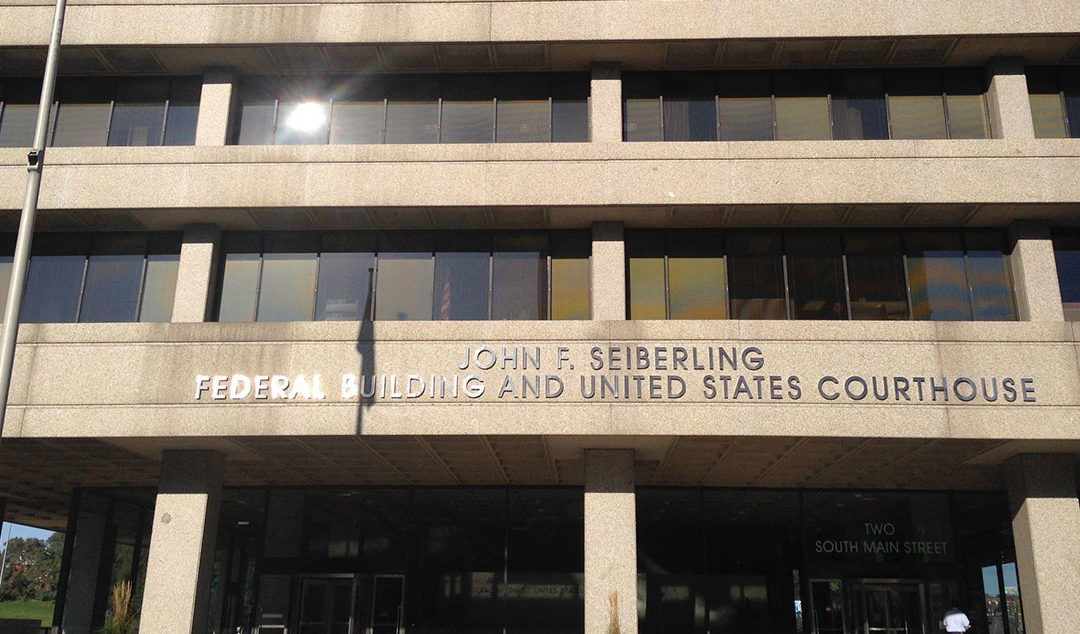 JOHN F. SEIBERLING
FEDERAL BUILDING AND UNITED STATES COURTHOUSE
TWO
SOUTH MAIN STREET